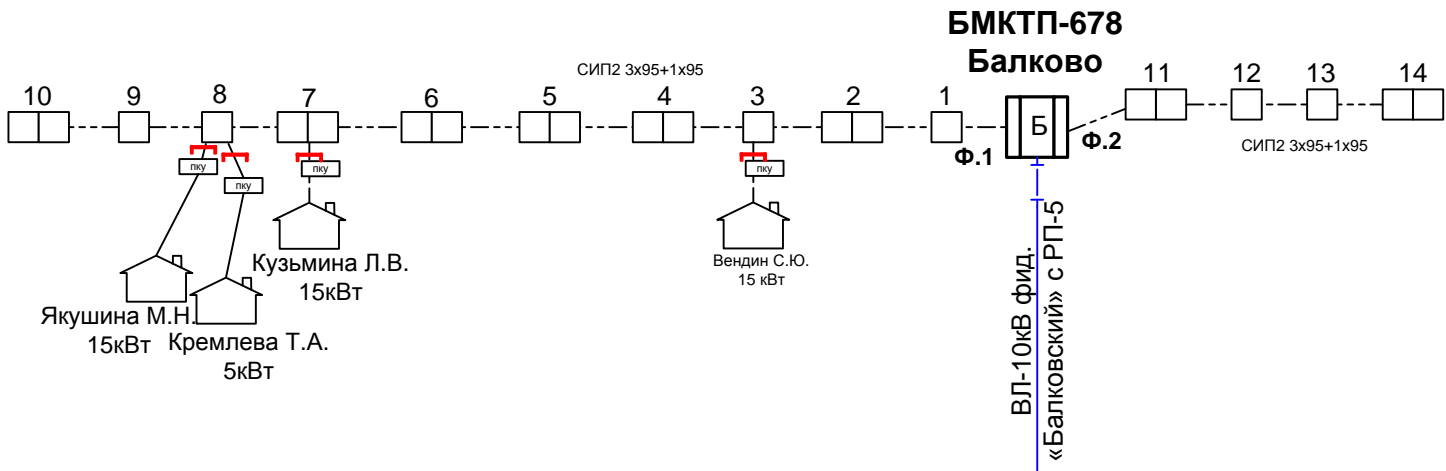 БМКТП-678
Балково
СИП2 3х95+1х95
10
9
8
7
6
5
4
3
2
1
11
12
13
14
Б
Ф.1
Ф.2
СИП2 3х95+1х95
пку
пку
пку
пку
Кузьмина Л.В.
15кВт
Вендин С.Ю.
15 кВт
Якушина М.Н.
15кВт
Кремлева Т.А.
5кВт
ВЛ-10кВ фид.
«Балковский» с РП-5